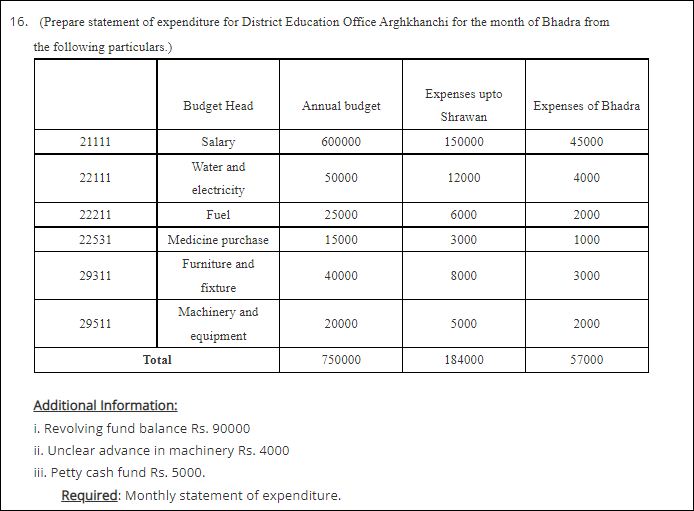 16. (Prepare statement of expenditure for District Education Office Arghkhanchi for the month of Bhadra from
the following particulars.)
Budget Head Annual budget Expenses upto Shrawan Expenses of Bhadra
21111 Salary 600000 150000 45000
22111 Water and electricity 50000 12000 4000
22211 Fuel 25000 6000 2000
22531 Medicine purchase 15000 3000 1000
29311 Furniture and fixture 40000 8000 3000
29511 Machinery and equipment 20000 5000 2000
Total 750000 184000 57000
Additional Information:
i. Revolving fund balance Rs. 90000
ii. Unclear advance in machinery Rs. 4000
iii. Petty cash fund Rs. 5000.
Required: Monthly statement of expenditure.